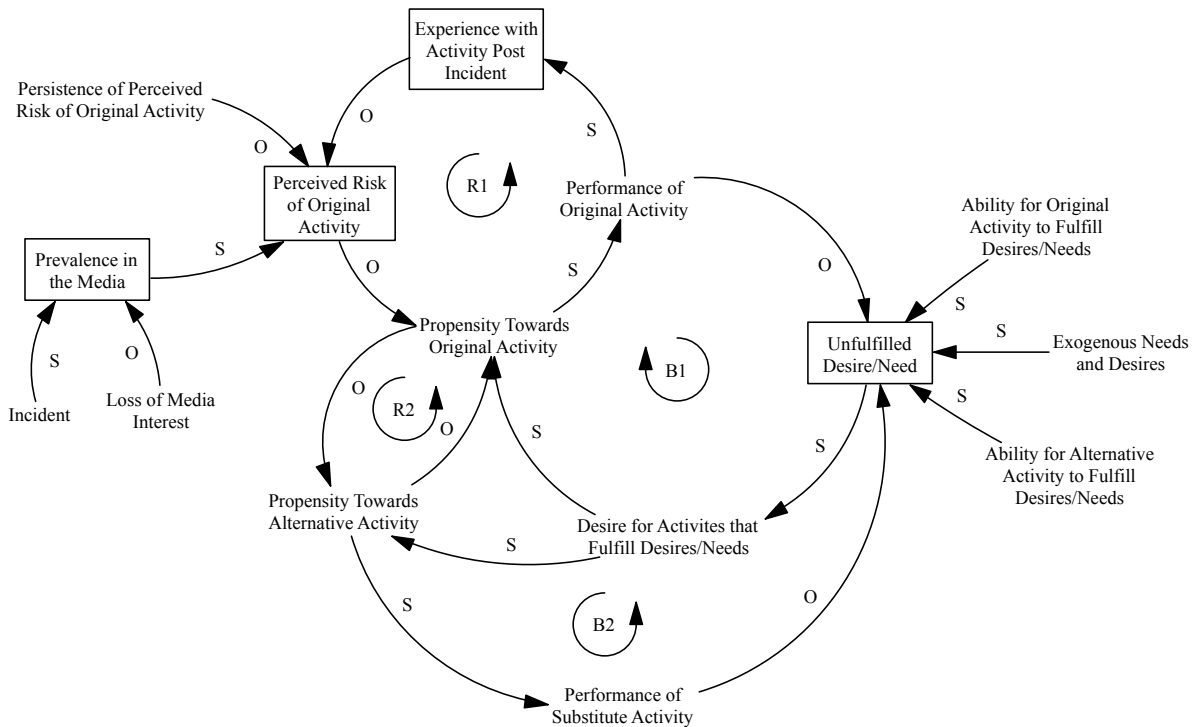 Experience with
Activity Post
Incident
Persistence of Perceived
Risk of Original Activity
O
O
S
R1
Perceived Risk
of Original
Activity
Performance of
Original Activity
Ability for Original
Activity to Fulfill
Desires/Needs
Prevalence in
the Media
S
O
S
O
S
Propensity Towards
Original Activity
Unfulfilled
Desire/Need
S
Exogenous Needs
and Desires
S
O
B1
O
R2
O
S
S
S
Incident
Loss of Media
Interest
Ability for Alternative
Activity to Fulfill
Desires/Needs
Propensity Towards
Alternative Activity
Desire for Activites that
Fulfill Desires/Needs
S
S
B2
O
Performance of
Substitute Activity